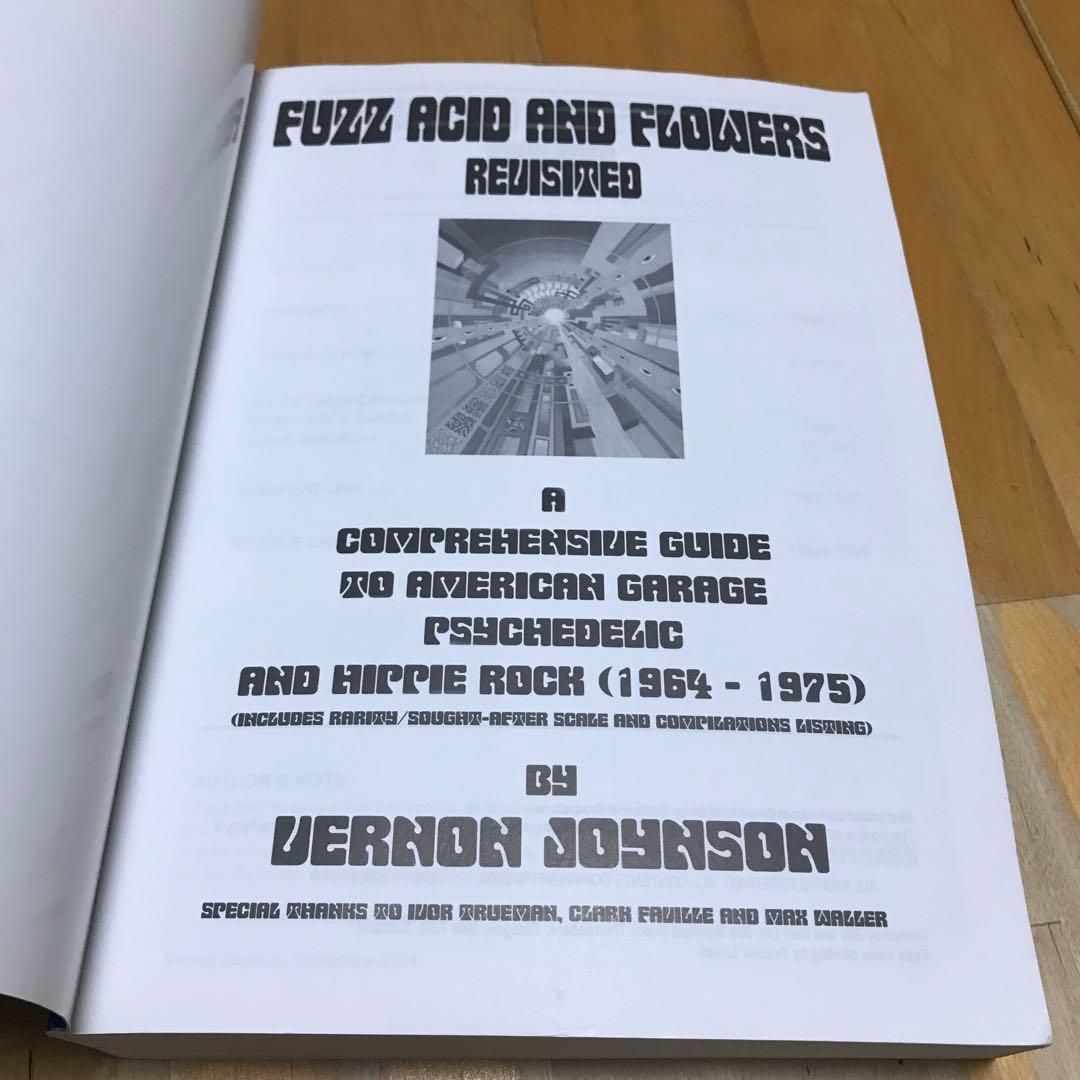 FUZZ ACID AND FLOWERS
REVISITED
A
COMPREHENSIVE GUIDE
TO AMERICAN GARAGE
PSYCHEDELIC
AND HIPPIE ROCK (1964 - 1975)
(INCLUDES RARITY/SOUGHT-AFTER SCALE AND COMPILATIONS LISTING)
BY
VERNON JOYNSON
SPECIAL THANKS TO IVOR TRUEMAN, CLARK FAVILLE AND MAX WALLER